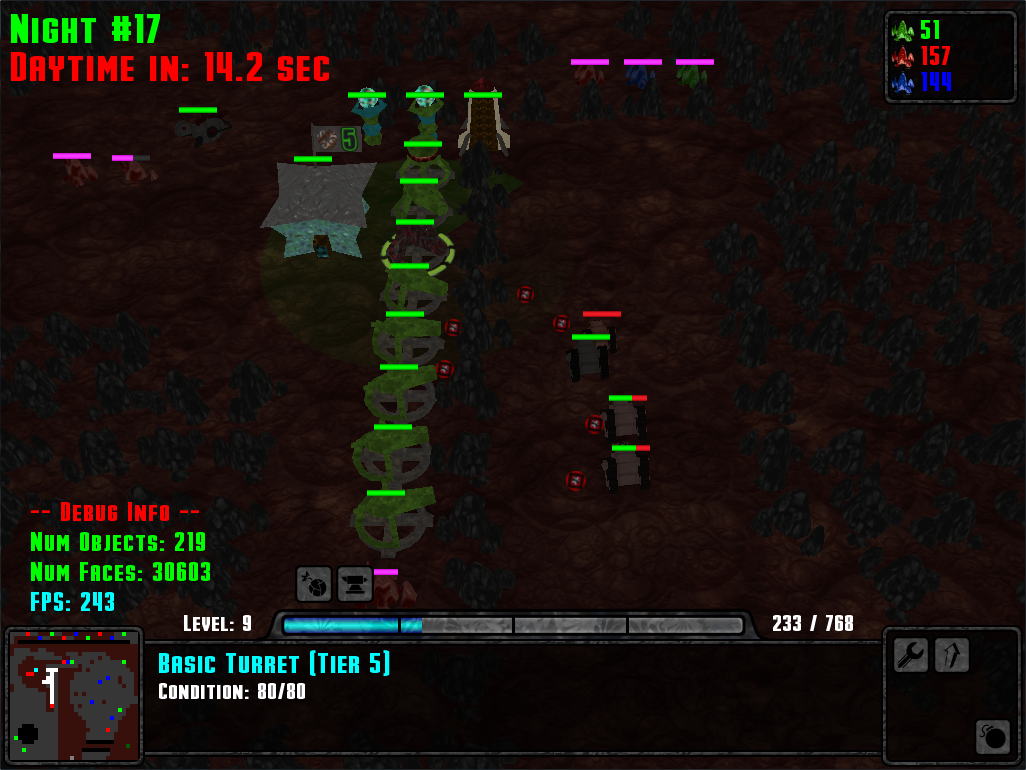 Night #17
Daytime in: 14.2 sec
51
157
144
5
-- Debug Info --
Num Objects: 219
Num Faces: 30603
FPS: 243
Level: 9
233 / 768
Basic Turret (Tier 5)
Condition: 80/80